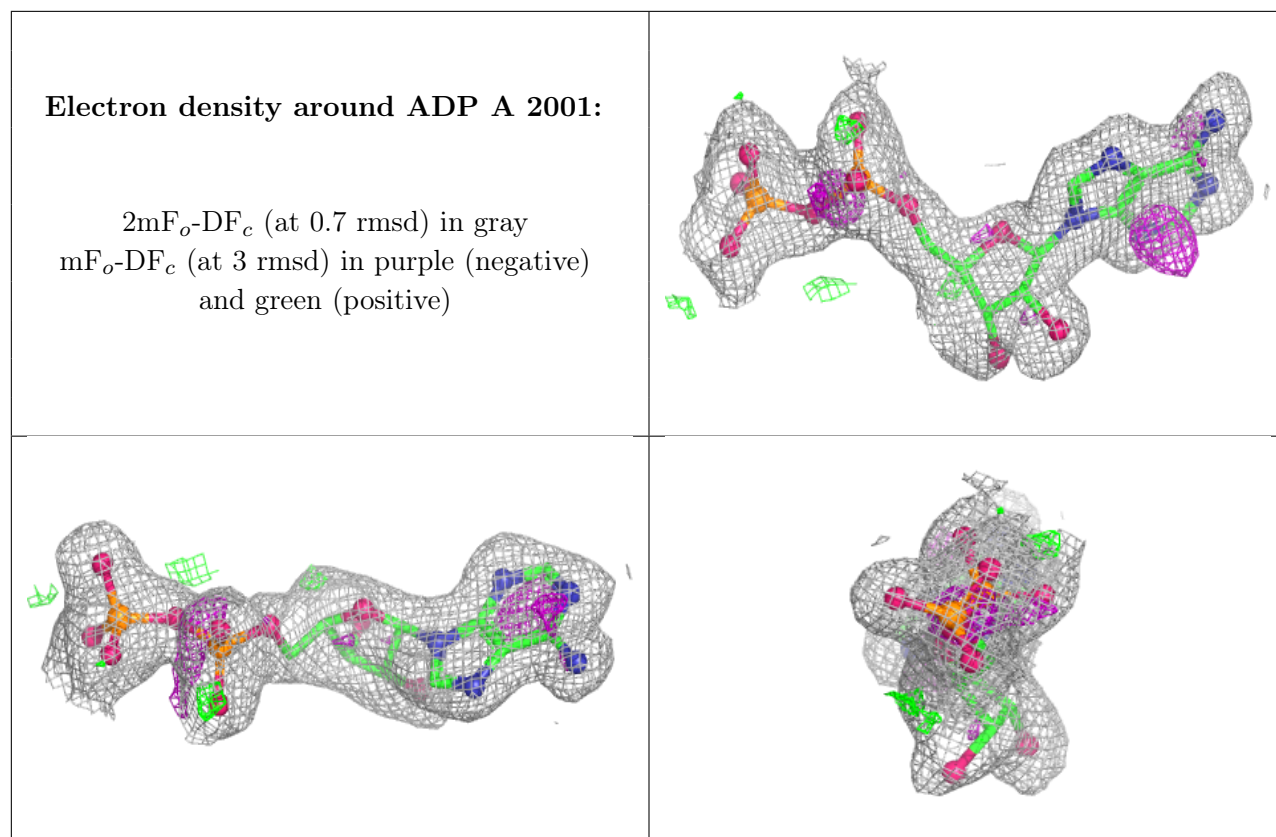 Electron density around ADP A 2001:
2mFo-DFc (at 0.7 rmsd) in gray
mFo-DFc (at 3 rmsd) in purple (negative)
and green (positive)